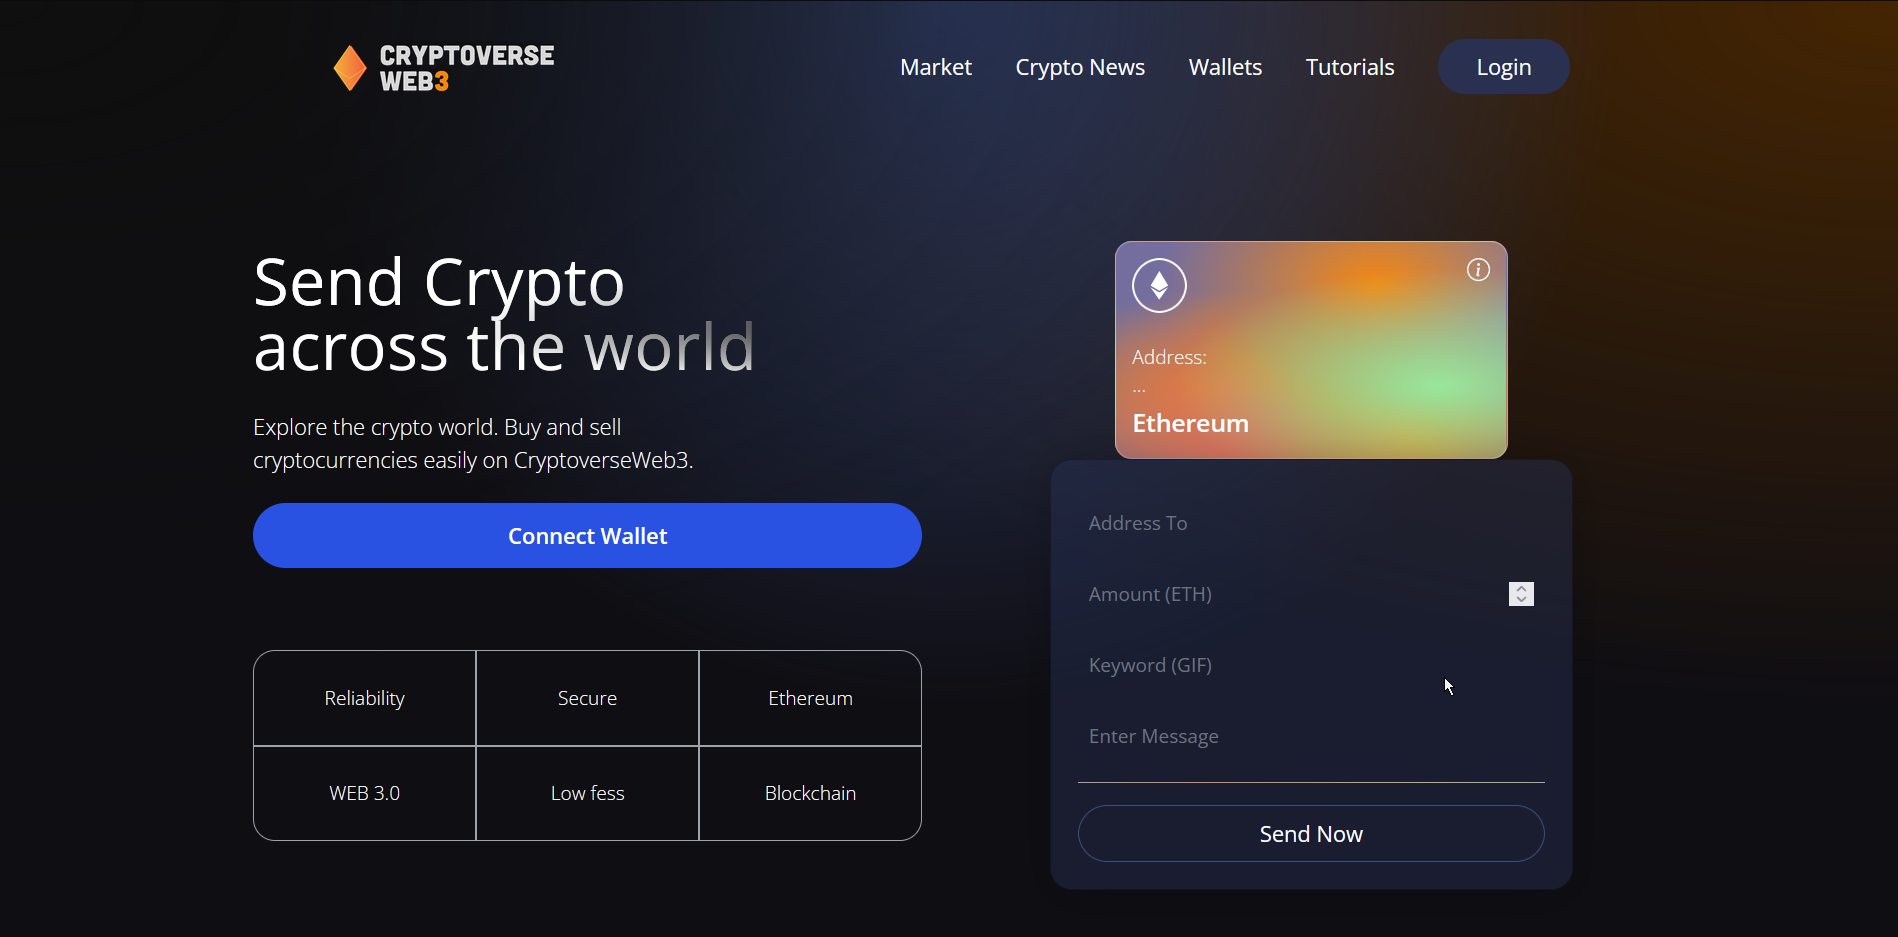 CRYPTOVERSE
WEB3
Market Crypto News Wallets Tutorials Login
Send Crypto
across the world
Explore the crypto world. Buy and sell
cryptocurrencies easily on CryptoverseWeb3.
Connect Wallet
Reliability Secure Ethereum
WEB 3.0 Low fess Blockchain
i
Address:
...
Ethereum
Address To
Amount (ETH)
Keyword (GIF)
Enter Message
Send Now